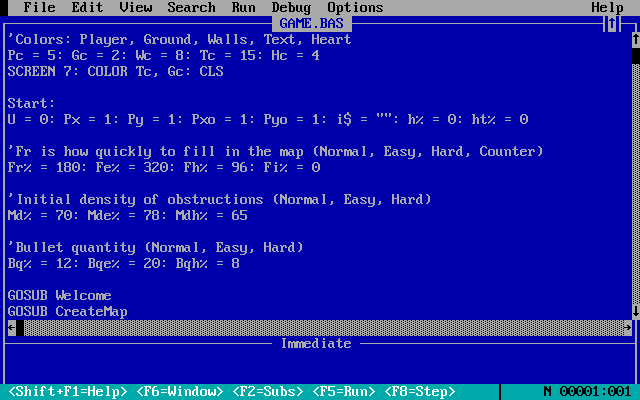 File Edit View Search Run Debug Options Help
GAME.BAS
'Colors: Player, Ground, Walls, Text, Heart
Pc = 5: Gc = 2: Wc = 8: Tc = 15: Hc = 4
SCREEN 7: COLOR Tc, Gc: CLS
Start:
U = 0: Px = 1: Py = 1: Pxo = 1: Pyo = 1: i$ = "": h% = 0: ht% = 0
'Fr is how quickly to fill in the map (Normal, Easy, Hard, Counter)
Fr% = 180: Fe% = 320: Fh% = 96: Fi% = 0
'Initial density of obstructions (Normal, Easy, Hard)
Md% = 70: Mde% = 78: Mdh% = 65
'Bullet quantity (Normal, Easy, Hard)
Bq% = 12: Bqe% = 20: Bqh% = 8
GOSUB Welcome
GOSUB CreateMap
Immediate
<Shift+F1=Help> <F6=Window> <F2=Subs> <F5=Run> <F8=Step> N 00001:001